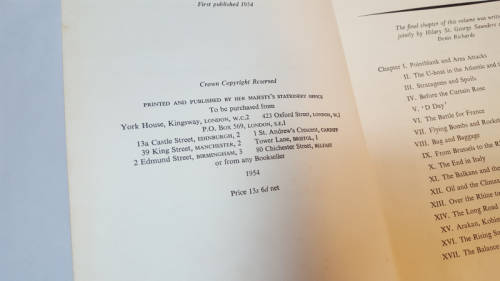 First published 1954
Crown Copyright Reserved
PRINTED AND PUBLISHED BY HER MAJESTY'S STATIONERY OFFICE
To be purchased from
York House, Kingsway, LONDON, W.C.2 423 Oxford Street, LONDON, W.1
P.O. Box 569, LONDON, S.E.1
13a Castle Street, EDINBURGH, 2 1 St. Andrew's Crescent, CARDIFF
39 King Street, MANCHESTER, 2 Tower Lane, BRISTOL, 1
2 Edmund Street, BIRMINGHAM, 3 80 Chichester Street, BELFAST
or from any Bookseller
1954
Price 13s 6d net
The final chapter of this volume was writ
jointly by Hilary St. George Saunders
Denis Richards
Chapter I. Pointblank and Area Attacks
II. The U-boat in the Atlantic and
III. Stratagems and Spoils
IV. Before the Curtain Rose
V. 'D Day'
VI. The Battle for France
VII. Flying Bombs and Rocket
VIII. Bag and Baggage
IX. From Brussels to the Rh
X. The End in Italy
XI. The Balkans and the
XII. Oil and the Clima
XIII. Over the Rhine to
XIV. The Long Road
XV. Arakan, Kohim
XVI. The Rising Su
XVII. The Balance